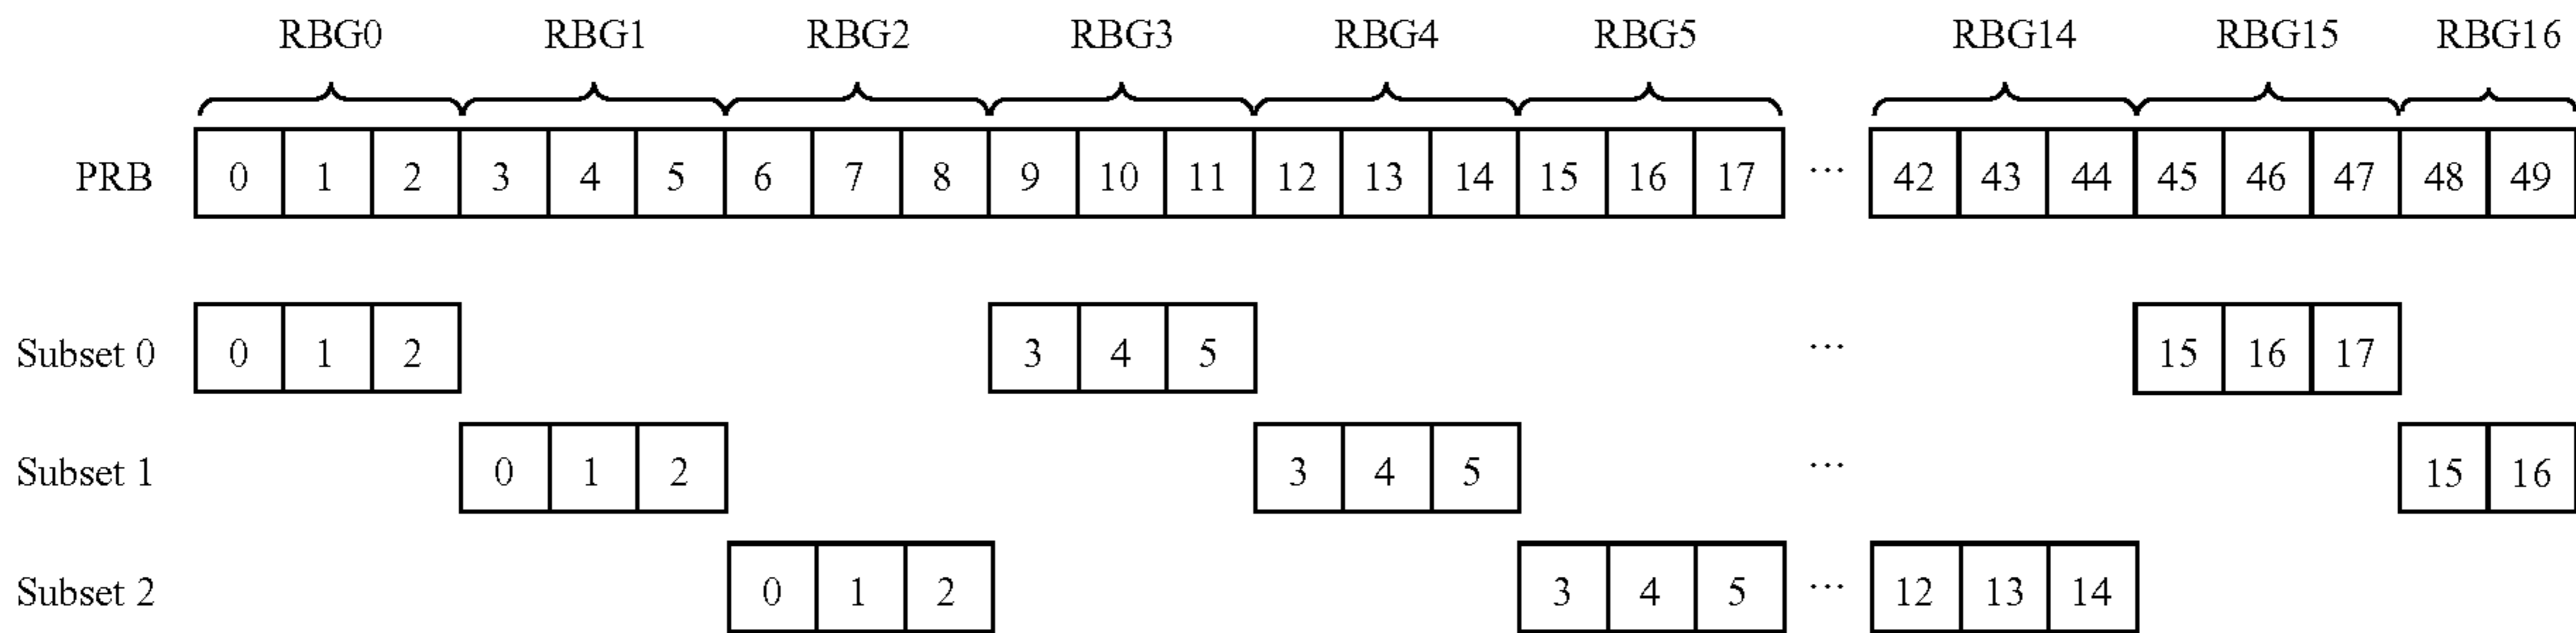 RBG0 RBG1 RBG2 RBG3 RBG4 RBG5 RBG14 RBG15 RBG16
PRB 0 1 2 3 4 5 6 7 8 9 10 11 12 13 14 15 16 17 ... 42 43 44 45 46 47 48 49
Subset 0 0 1 2 3 4 5 ... 15 16 17
Subset 1 0 1 2 3 4 5 ... 15 16
Subset 2 0 1 2 3 4 5 ... 12 13 14